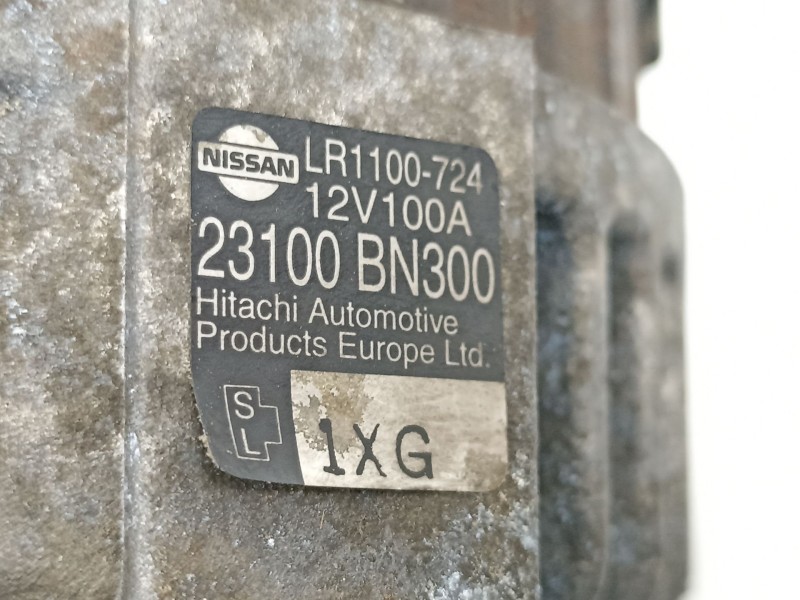 NISSAN LR1100-724
12V100A
23100 BN300
Hitachi Automotive
Products Europe Ltd.
S
L
1XG